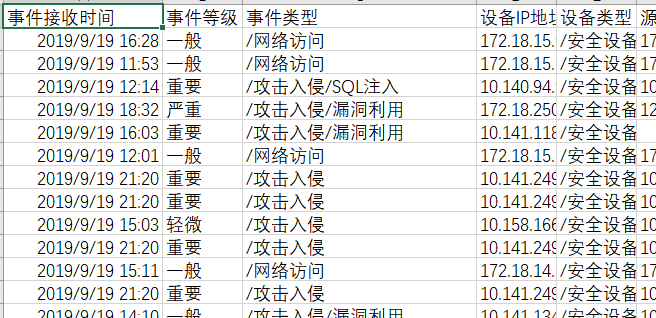 事件接收时间 事件等级 事件类型 设备IP地址 设备类型 源
2019/9/19 16:28 一般 /网络访问 172.18.15. /安全设备 17
2019/9/19 11:53 一般 /网络访问 172.18.15. /安全设备 17
2019/9/19 12:14 重要 /攻击入侵/SQL注入 10.140.94. /安全设备 10
2019/9/19 18:32 严重 /攻击入侵/漏洞利用 172.18.250 /安全设备 12
2019/9/19 16:03 重要 /攻击入侵/漏洞利用 10.141.118 /安全设备
2019/9/19 12:01 一般 /网络访问 172.18.15. /安全设备 17
2019/9/19 21:20 重要 /攻击入侵 10.141.249 /安全设备 10
2019/9/19 21:20 重要 /攻击入侵 10.141.249 /安全设备 10
2019/9/19 15:03 轻微 /攻击入侵 10.158.166 /安全设备 10
2019/9/19 21:20 重要 /攻击入侵 10.141.249 /安全设备 10
2019/9/19 15:11 一般 /网络访问 172.18.14. /安全设备 17
2019/9/19 21:20 重要 /攻击入侵 10.141.249 /安全设备 10
2019/9/19 14:10 一般 /攻击入侵/漏洞利用 10.141.134 /安全设备 10